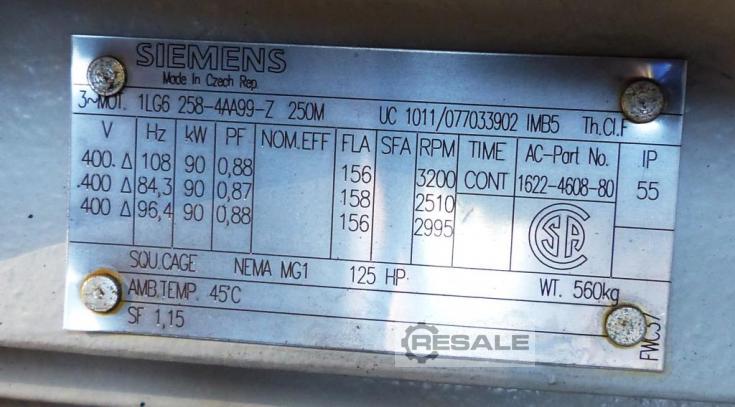 SIEMENS
Made in Czech Rep.
3~MOT. 1LG6 258-4AA99-Z 250M UC 1011/077033902 IMB5 Th.Cl.F
V Hz kW PF NOM.EFF FLA SFA RPM TIME AC-Part No. IP
400. Δ 108 90 0,88 156 3200 CONT 1622-4608-80 55
.400 Δ 84,3 90 0,87 158 2510
400 Δ 96,4 90 0,88 156 2995
SA
SQU.CAGE NEMA MG1 125 HP WT. 560kg
AMB.TEMP. 45°C
SF 1,15
FWC37
RESALE